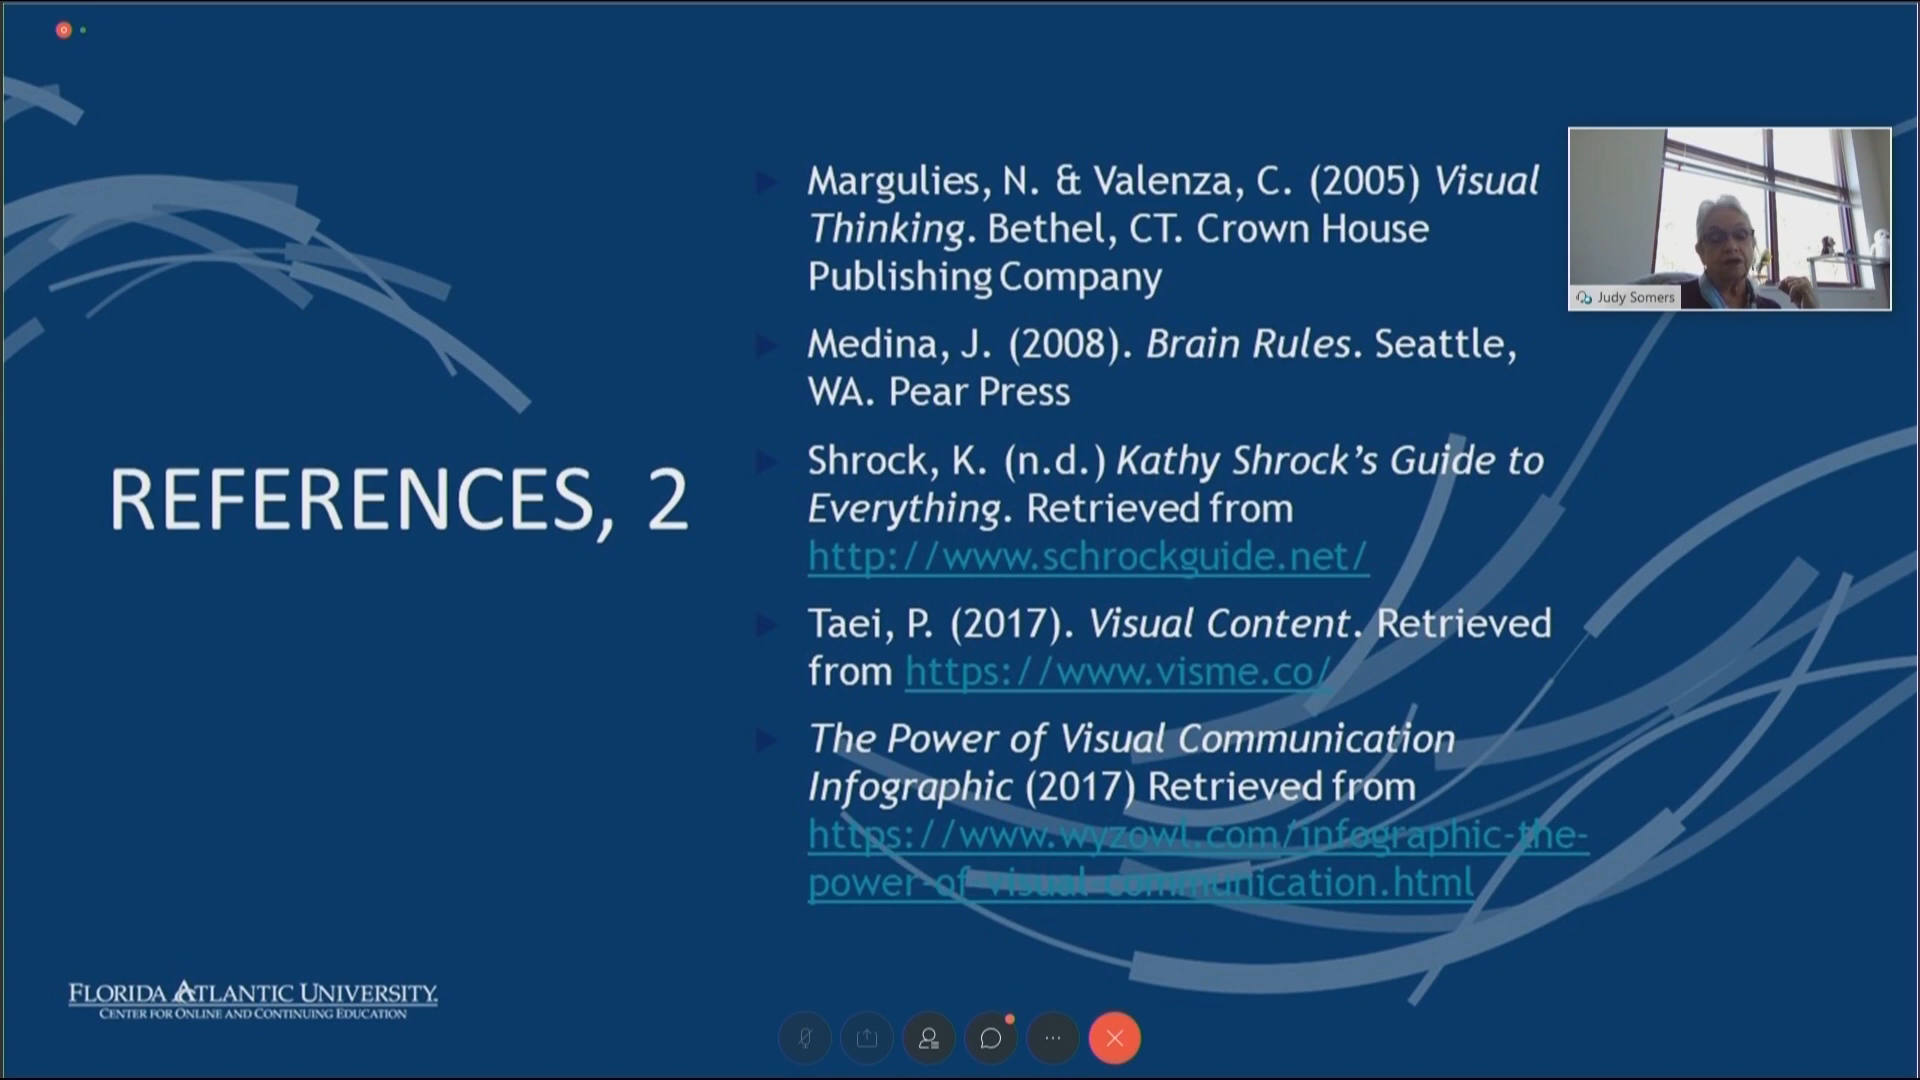 REFERENCES, 2
Margulies, N. & Valenza, C. (2005) Visual
Thinking. Bethel, CT. Crown House
Publishing Company
Medina, J. (2008). Brain Rules. Seattle,
WA. Pear Press
Shrock, K. (n.d.) Kathy Shrock’s Guide to
Everything. Retrieved from
http://www.schrockguide.net/
Taei, P. (2017). Visual Content. Retrieved
from https://www.visme.co/
The Power of Visual Communication
Infographic (2017) Retrieved from
https://www.wyzowl.com/infographic-the-
power-of-visual-communication.html
Judy Somers
FLORIDA ATLANTIC UNIVERSITY.
CENTER FOR ONLINE AND CONTINUING EDUCATION